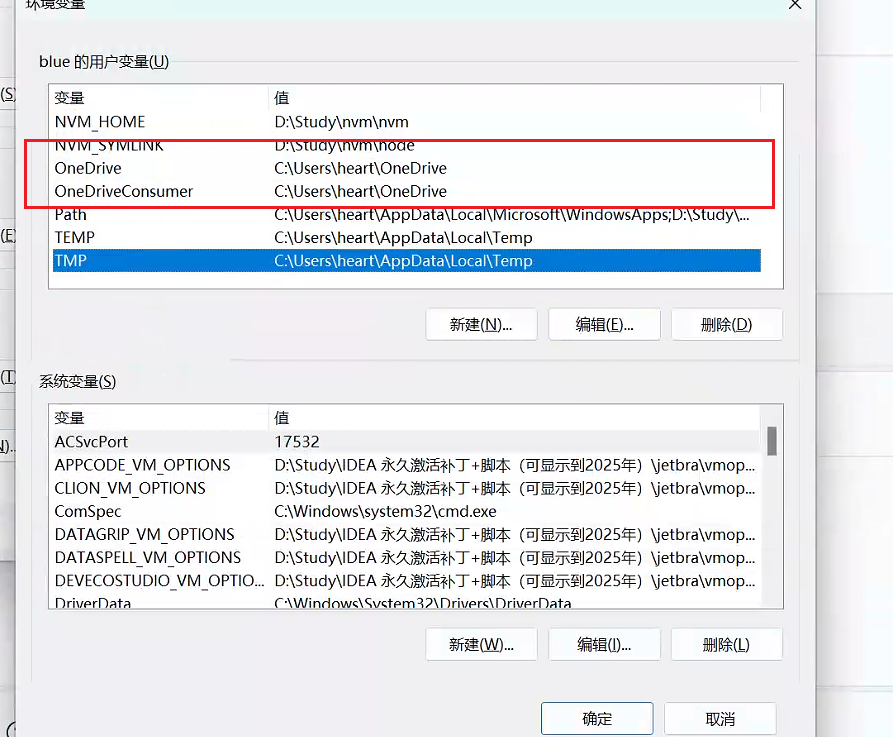 环境变量
blue 的用户变量(U)
变量 值
NVM_HOME D:\Study\nvm\nvm
NVM_SYMLINK D:\Study\nvm\node
OneDrive C:\Users\heart\OneDrive
OneDriveConsumer C:\Users\heart\OneDrive
Path C:\Users\heart\AppData\Local\Microsoft\WindowsApps;D:\Study\...
TEMP C:\Users\heart\AppData\Local\Temp
TMP C:\Users\heart\AppData\Local\Temp
新建(N)... 编辑(E)... 删除(D)
系统变量(S)
变量 值
ACSvcPort 17532
APPCODE_VM_OPTIONS D:\Study\IDEA 永久激活补丁+脚本（可显示到2025年）\jetbra\vmop...
CLION_VM_OPTIONS D:\Study\IDEA 永久激活补丁+脚本（可显示到2025年）\jetbra\vmop...
ComSpec C:\Windows\system32\cmd.exe
DATAGRIP_VM_OPTIONS D:\Study\IDEA 永久激活补丁+脚本（可显示到2025年）\jetbra\vmop...
DATASPELL_VM_OPTIONS D:\Study\IDEA 永久激活补丁+脚本（可显示到2025年）\jetbra\vmop...
DEVECOSTUDIO_VM_OPTIO... D:\Study\IDEA 永久激活补丁+脚本（可显示到2025年）\jetbra\vmop...
DriverData C:\Windows\System32\Drivers\DriverData
新建(W)... 编辑(I)... 删除(L)
确定 取消
(S)
(E)
(T)